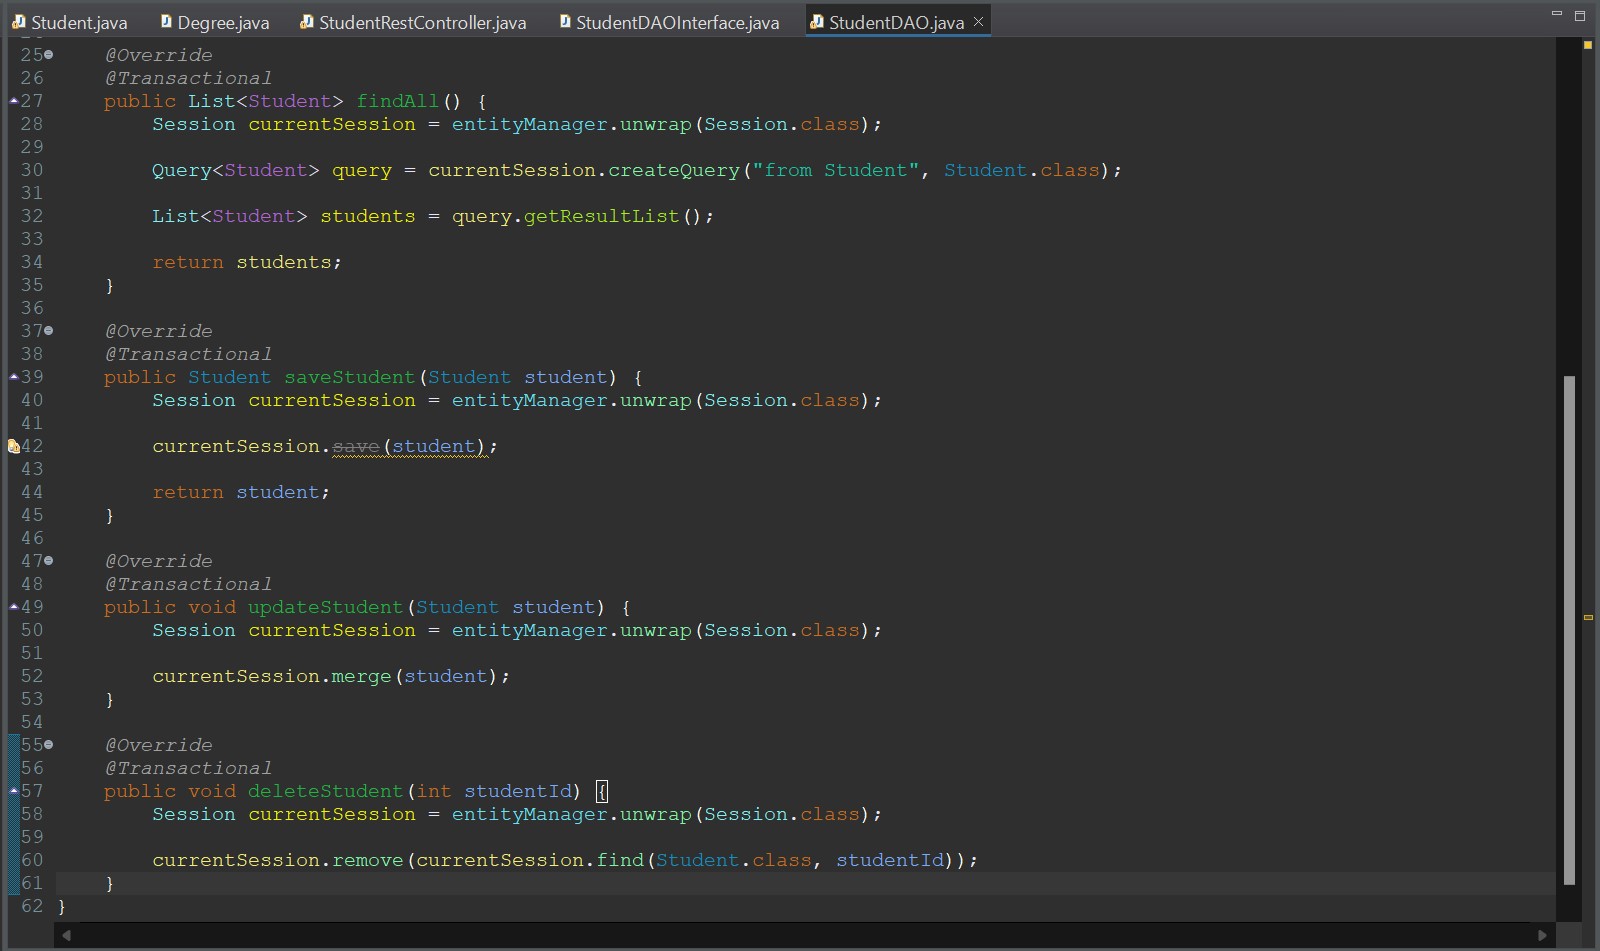 Student.java Degree.java StudentRestController.java StudentDAOInterface.java StudentDAO.java
25 @Override
26 @Transactional
27 public List<Student> findAll() {
28 Session currentSession = entityManager.unwrap(Session.class);
29
30 Query<Student> query = currentSession.createQuery("from Student", Student.class);
31
32 List<Student> students = query.getResultList();
33
34 return students;
35 }
36
37 @Override
38 @Transactional
39 public Student saveStudent(Student student) {
40 Session currentSession = entityManager.unwrap(Session.class);
41
42 currentSession.save(student);
43
44 return student;
45 }
46
47 @Override
48 @Transactional
49 public void updateStudent(Student student) {
50 Session currentSession = entityManager.unwrap(Session.class);
51
52 currentSession.merge(student);
53 }
54
55 @Override
56 @Transactional
57 public void deleteStudent(int studentId) {
58 Session currentSession = entityManager.unwrap(Session.class);
59
60 currentSession.remove(currentSession.find(Student.class, studentId));
61 }
62 }